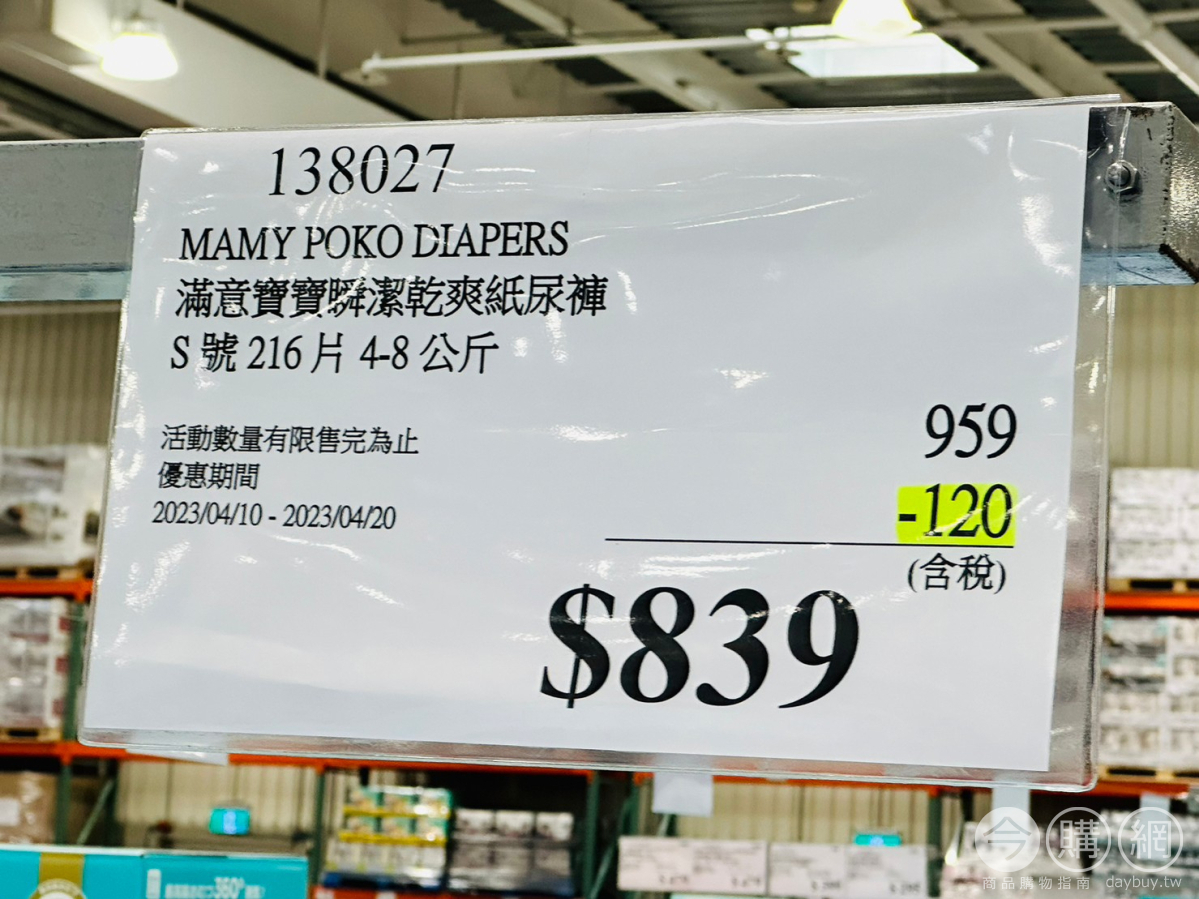 138027
MAMY POKO DIAPERS
滿意寶寶瞬潔乾爽紙尿褲
S 號 216 片 4-8 公斤
959
活動數量有限售完為止
優惠期間
-120
2023/04/10 - 2023/04/20
(含稅)
$839
360°
今購網
商品購物指南 daybuy.tw